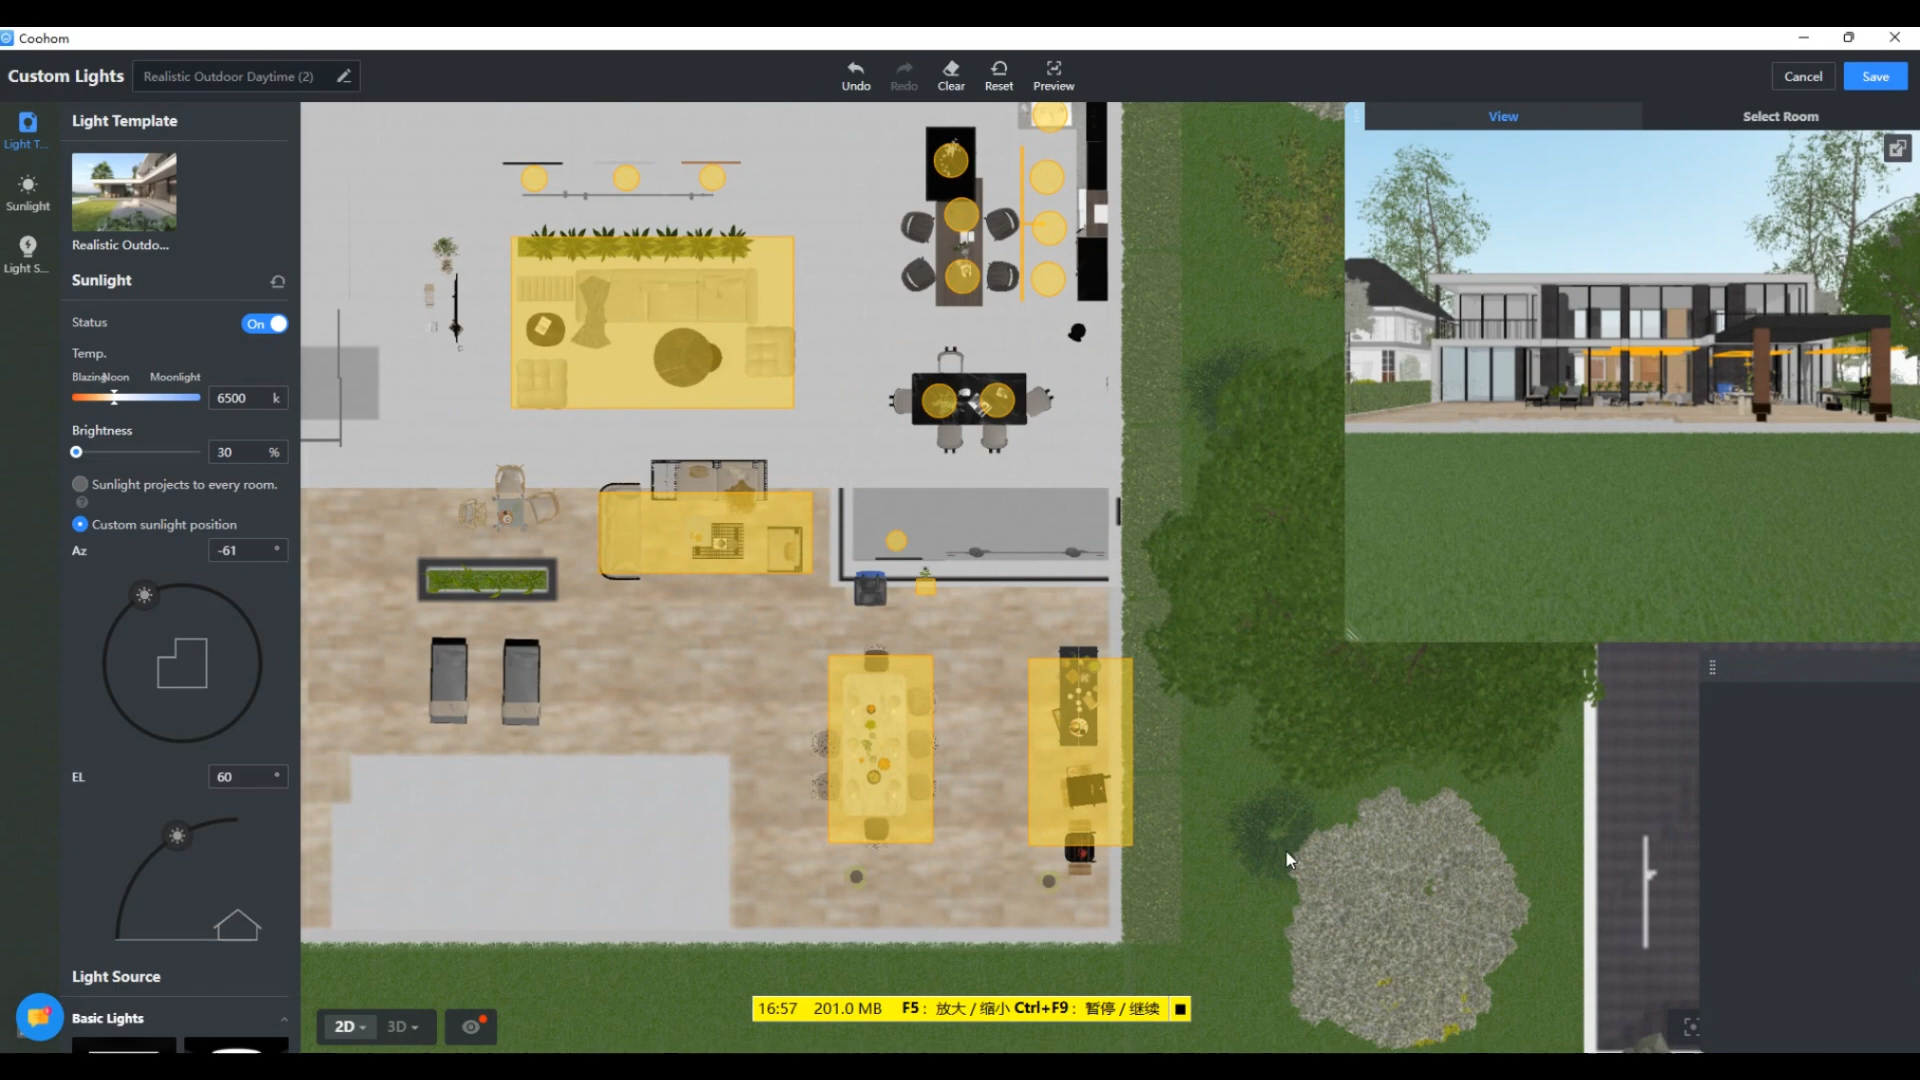 Coohom
Custom Lights
Realistic Outdoor Daytime (2)
Undo
Redo
Clear
Reset
Preview
Cancel
Save
Light T...
Sunlight
Light S...
Light Template
Realistic Outdo...
Sunlight
Status
On
Temp.
Blazing
Noon
Moonlight
6500 k
Brightness
30 %
Sunlight projects to every room.
?
Custom sunlight position
Az
-61 °
EL
60 °
Light Source
Basic Lights
View
Select Room
2D
3D
16:57 201.0 MB F5: 放大/缩小 Ctrl+F9: 暂停/继续